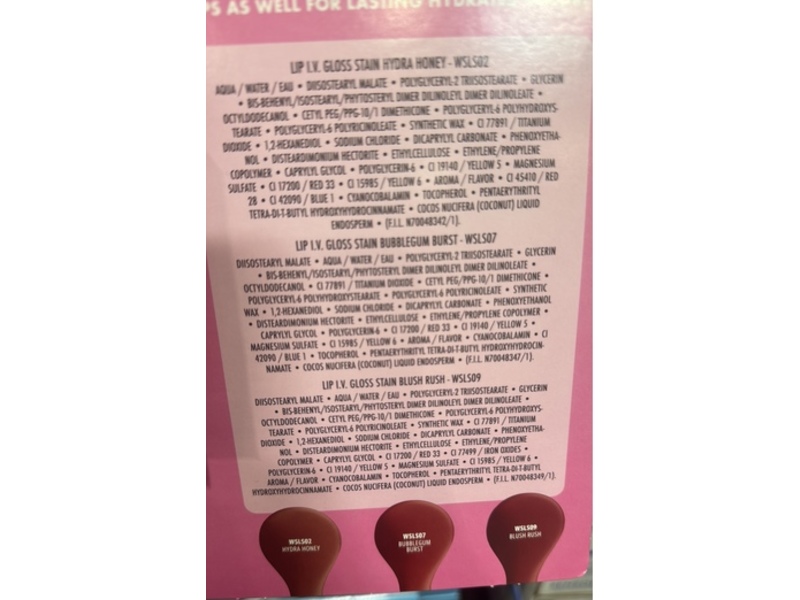 PS AS WELL FOR LASTING
LIP I.V. GLOSS STAIN HYDRA HONEY - WSLS02
AQUA / WATER / EAU • DIISOSTEARYL MALATE • POLYGLYCERYL-2 TRIISOSTEARATE • GLYCERIN
• BIS-BEHENYL/ISOSTEARYL/PHYTOSTERYL DIMER DILINOLEYL DIMER DILINOLEATE •
OCTYLDODECANOL • CETYL PEG/PPG-10/1 DIMETHICONE • POLYGLYCERYL-6 POLYHYDROXYS-
TEARATE • POLYGLYCERYL-6 POLYRICINOLEATE • SYNTHETIC WAX • CI 77891 / TITANIUM
DIOXIDE • 1,2-HEXANEDIOL • SODIUM CHLORIDE • DICAPRYLYL CARBONATE • PHENOXYETHA-
NOL • DISTEARDIMONIUM HECTORITE • ETHYLCELLULOSE • ETHYLENE/PROPYLENE
COPOLYMER • CAPRYLYL GLYCOL • POLYGLYCERIN-6 • CI 19140 / YELLOW 5 • MAGNESIUM
SULFATE • CI 17200 / RED 33 • CI 15985 / YELLOW 6 • AROMA / FLAVOR • CI 45410 / RED
28 • CI 42090 / BLUE 1 • CYANOCOBALAMIN • TOCOPHEROL • PENTAERYTHRITYL
TETRA-DI-T-BUTYL HYDROXYHYDROCINNAMATE • COCOS NUCIFERA (COCONUT) LIQUID
ENDOSPERM • (F.I.L. N70048342/1).
LIP I.V. GLOSS STAIN BUBBLEGUM BURST - WSLS07
DIISOSTEARYL MALATE • AQUA / WATER / EAU • POLYGLYCERYL-2 TRIISOSTEARATE • GLYCERIN
• BIS-BEHENYL/ISOSTEARYL/PHYTOSTERYL DIMER DILINOLEYL DIMER DILINOLEATE •
OCTYLDODECANOL • CI 77891 / TITANIUM DIOXIDE • CETYL PEG/PPG-10/1 DIMETHICONE •
POLYGLYCERYL-6 POLYHYDROXYSTEARATE • POLYGLYCERYL-6 POLYRICINOLEATE • SYNTHETIC
WAX • 1,2-HEXANEDIOL • SODIUM CHLORIDE • DICAPRYLYL CARBONATE • PHENOXYETHANOL
• DISTEARDIMONIUM HECTORITE • ETHYLCELLULOSE • ETHYLENE/PROPYLENE COPOLYMER •
CAPRYLYL GLYCOL • POLYGLYCERIN-6 • CI 17200 / RED 33 • CI 19140 / YELLOW 5 •
MAGNESIUM SULFATE • CI 15985 / YELLOW 6 • AROMA / FLAVOR • CYANOCOBALAMIN • CI
42090 / BLUE 1 • TOCOPHEROL • PENTAERYTHRITYL TETRA-DI-T-BUTYL HYDROXYHYDROCIN-
NAMATE • COCOS NUCIFERA (COCONUT) LIQUID ENDOSPERM • (F.I.L. N70048347/1).
LIP I.V. GLOSS STAIN BLUSH RUSH - WSLS09
DIISOSTEARYL MALATE • AQUA / WATER / EAU • POLYGLYCERYL-2 TRIISOSTEARATE • GLYCERIN
• BIS-BEHENYL/ISOSTEARYL/PHYTOSTERYL DIMER DILINOLEYL DIMER DILINOLEATE •
OCTYLDODECANOL • CETYL PEG/PPG-10/1 DIMETHICONE • POLYGLYCERYL-6 POLYHYDROXYS-
TEARATE • POLYGLYCERYL-6 POLYRICINOLEATE • SYNTHETIC WAX • CI 77891 / TITANIUM
DIOXIDE • 1,2-HEXANEDIOL • SODIUM CHLORIDE • DICAPRYLYL CARBONATE • PHENOXYETHA-
NOL • DISTEARDIMONIUM HECTORITE • ETHYLCELLULOSE • ETHYLENE/PROPYLENE
COPOLYMER • CAPRYLYL GLYCOL • CI 17200 / RED 33 • CI 77499 / IRON OXIDES •
POLYGLYCERIN-6 • CI 19140 / YELLOW 5 • MAGNESIUM SULFATE • CI 15985 / YELLOW 6 •
AROMA / FLAVOR • CYANOCOBALAMIN • TOCOPHEROL • PENTAERYTHRITYL TETRA-DI-T-BUTYL
HYDROXYHYDROCINNAMATE • COCOS NUCIFERA (COCONUT) LIQUID ENDOSPERM • (F.I.L. N70048349/1).
WSLS02
HYDRA HONEY
WSLS07
BUBBLEGUM
BURST
WSLS09
BLUSH RUSH